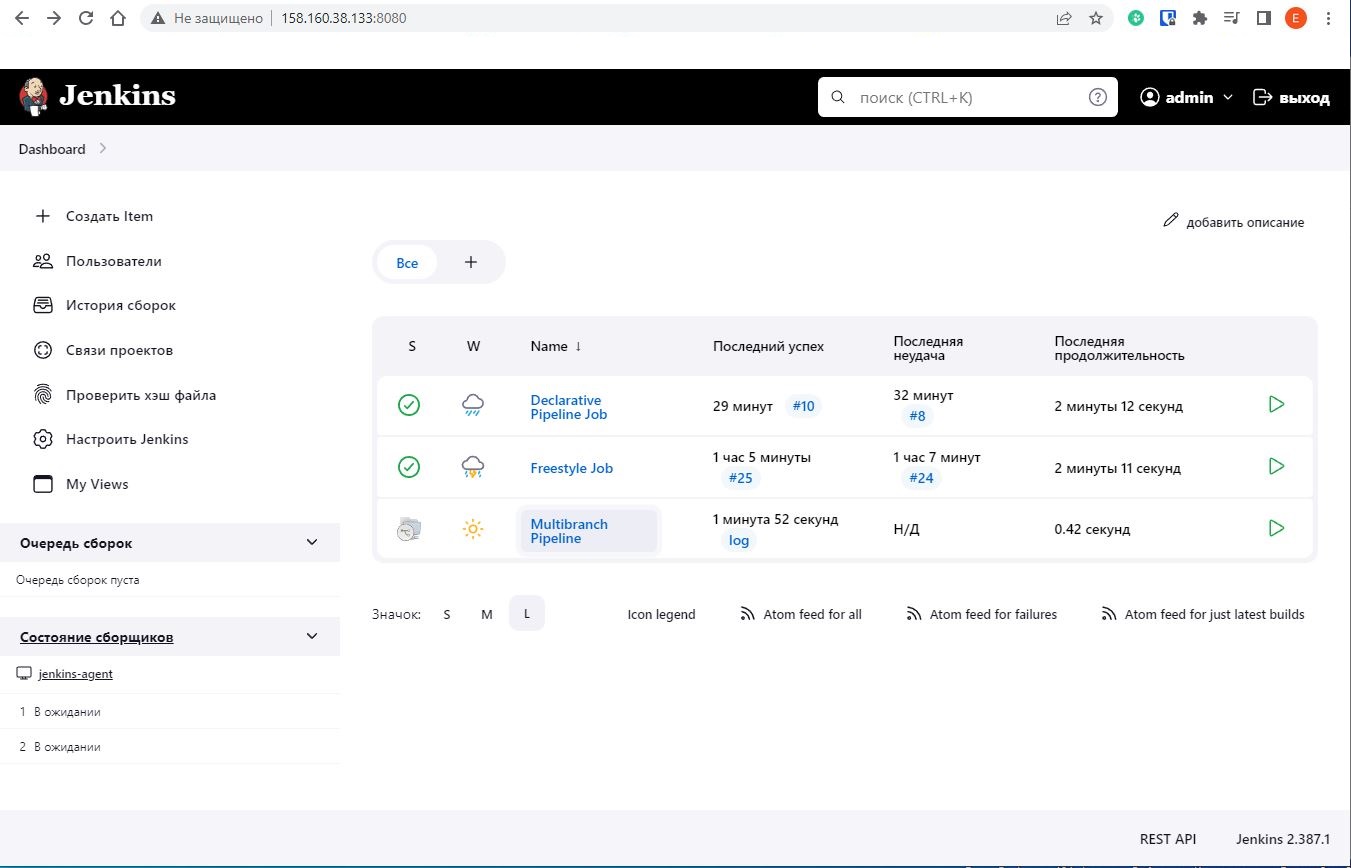 Не защищено 158.160.38.133:8080
E
Jenkins
поиск (CTRL+K)
?
admin
выход
Dashboard
Создать Item
Пользователи
История сборок
Связи проектов
Проверить хэш файла
Настроить Jenkins
My Views
Очередь сборок
Очередь сборок пуста
Состояние сборщиков
jenkins-agent
1 В ожидании
2 В ожидании
добавить описание
Все +
S W Name ↓ Последний успех Последняя неудача Последняя продолжительность
Declarative Pipeline Job 29 минут #10 32 минут #8 2 минуты 12 секунд
Freestyle Job 1 час 5 минуты #25 1 час 7 минут #24 2 минуты 11 секунд
Multibranch Pipeline 1 минута 52 секунд log Н/Д 0.42 секунд
Значок: S M L Icon legend Atom feed for all Atom feed for failures Atom feed for just latest builds
REST API Jenkins 2.387.1